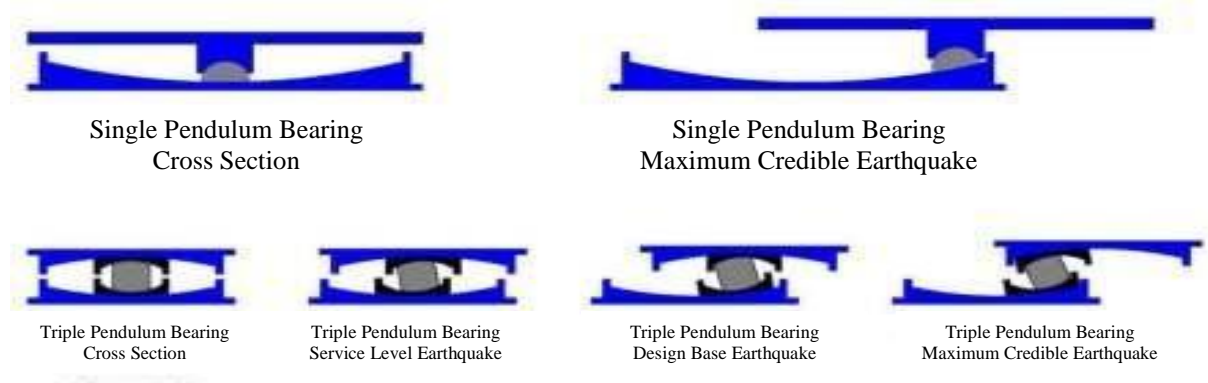 Single Pendulum Bearing
Cross Section
Single Pendulum Bearing
Maximum Credible Earthquake
Triple Pendulum Bearing
Cross Section
Triple Pendulum Bearing
Service Level Earthquake
Triple Pendulum Bearing
Design Base Earthquake
Triple Pendulum Bearing
Maximum Credible Earthquake